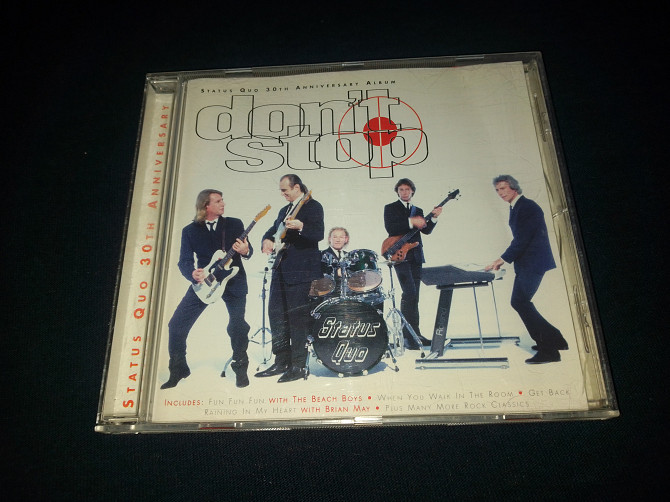 STATUS QUO 30TH ANNIVERSARY ALBUM
don't
stop
STATUS QUO 30TH ANNIVERSARY
Status
Quo
INCLUDES: FUN FUN FUN WITH THE BEACH BOYS • WHEN YOU WALK IN THE ROOM • GET BACK
RAINING IN MY HEART WITH BRIAN MAY • PLUS MANY MORE ROCK CLASSICS